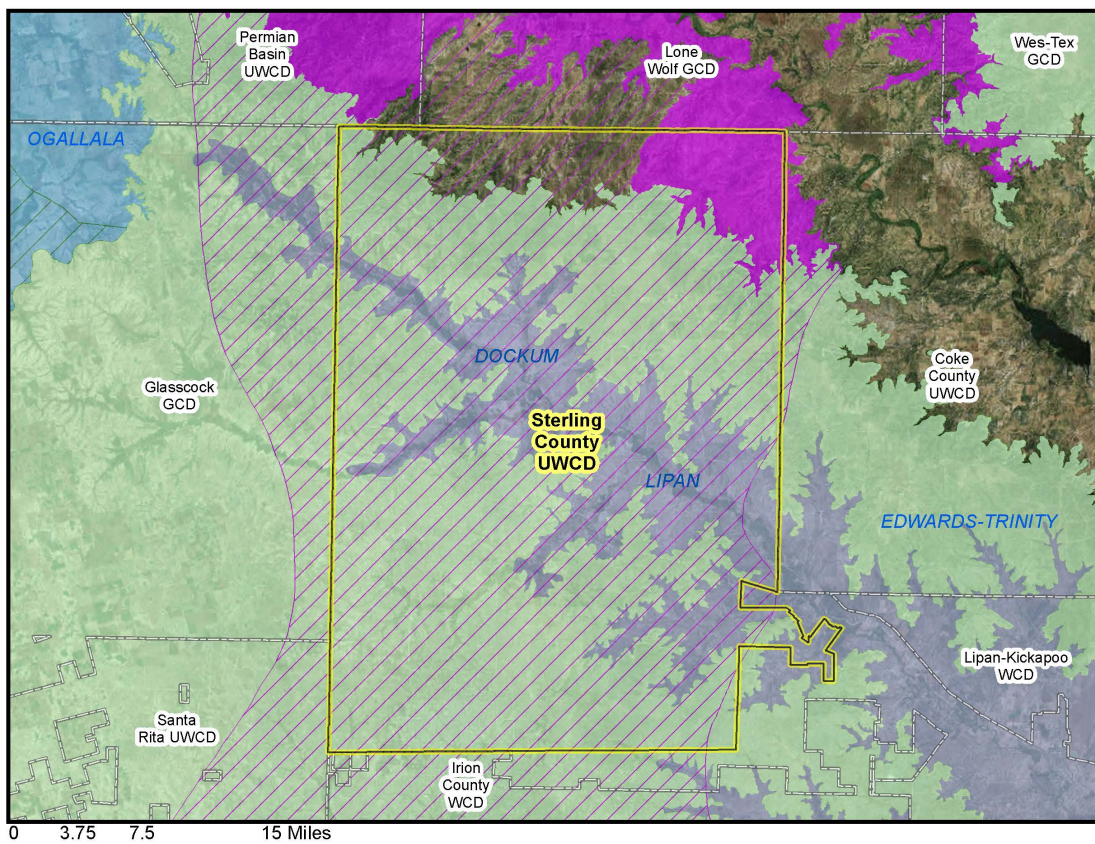 Permian
Basin
UWCD
Lone
Wolf GCD
Wes-Tex
GCD
OGALLALA
DOCKUM
Glasscock
GCD
Coke
County
UWCD
Sterling
County
UWCD
LIPAN
EDWARDS-TRINITY
Lipan-Kickapoo
WCD
Santa
Rita UWCD
Irion
County
WCD
0 3.75 7.5 15 Miles